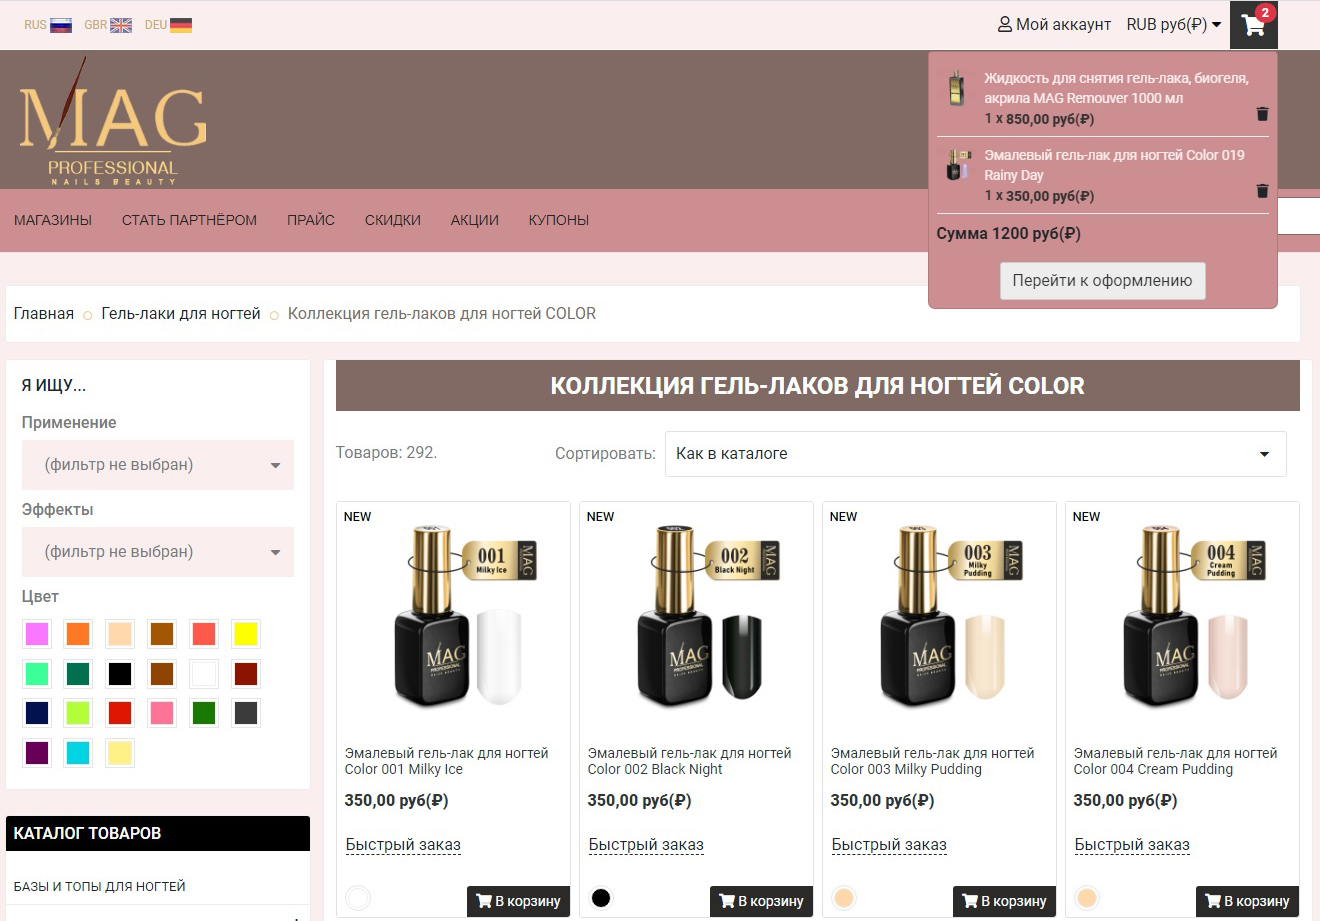 RUS GBR DEU
Мой аккаунт RUB руб(₽) 2
MAG
PROFESSIONAL
NAILS BEAUTY
Жидкость для снятия гель-лака, биогеля,
акрила MAG Remouver 1000 мл
1 x 850,00 руб(₽)
Эмалевый гель-лак для ногтей Color 019
Rainy Day
1 x 350,00 руб(₽)
Сумма 1200 руб(₽)
Перейти к оформлению
МАГАЗИНЫ СТАТЬ ПАРТНЁРОМ ПРАЙС СКИДКИ АКЦИИ КУПОНЫ
Главная Гель-лаки для ногтей Коллекция гель-лаков для ногтей COLOR
Я ИЩУ...
Применение
(фильтр не выбран)
Эффекты
(фильтр не выбран)
Цвет
КАТАЛОГ ТОВАРОВ
БАЗЫ И ТОПЫ ДЛЯ НОГТЕЙ
КОЛЛЕКЦИЯ ГЕЛЬ-ЛАКОВ ДЛЯ НОГТЕЙ COLOR
Товаров: 292. Сортировать: Как в каталоге
NEW
001
Milky Ice
MAG
MAG
PROFESSIONAL
Эмалевый гель-лак для ногтей
Color 001 Milky Ice
350,00 руб(₽)
Быстрый заказ
В корзину
NEW
002
Black Night
MAG
MAG
PROFESSIONAL
Эмалевый гель-лак для ногтей
Color 002 Black Night
350,00 руб(₽)
Быстрый заказ
В корзину
NEW
003
Milky
Pudding
MAG
MAG
PROFESSIONAL
Эмалевый гель-лак для ногтей
Color 003 Milky Pudding
350,00 руб(₽)
Быстрый заказ
В корзину
NEW
004
Cream
Pudding
MAG
MAG
PROFESSIONAL
Эмалевый гель-лак для ногтей
Color 004 Cream Pudding
350,00 руб(₽)
Быстрый заказ
В корзину